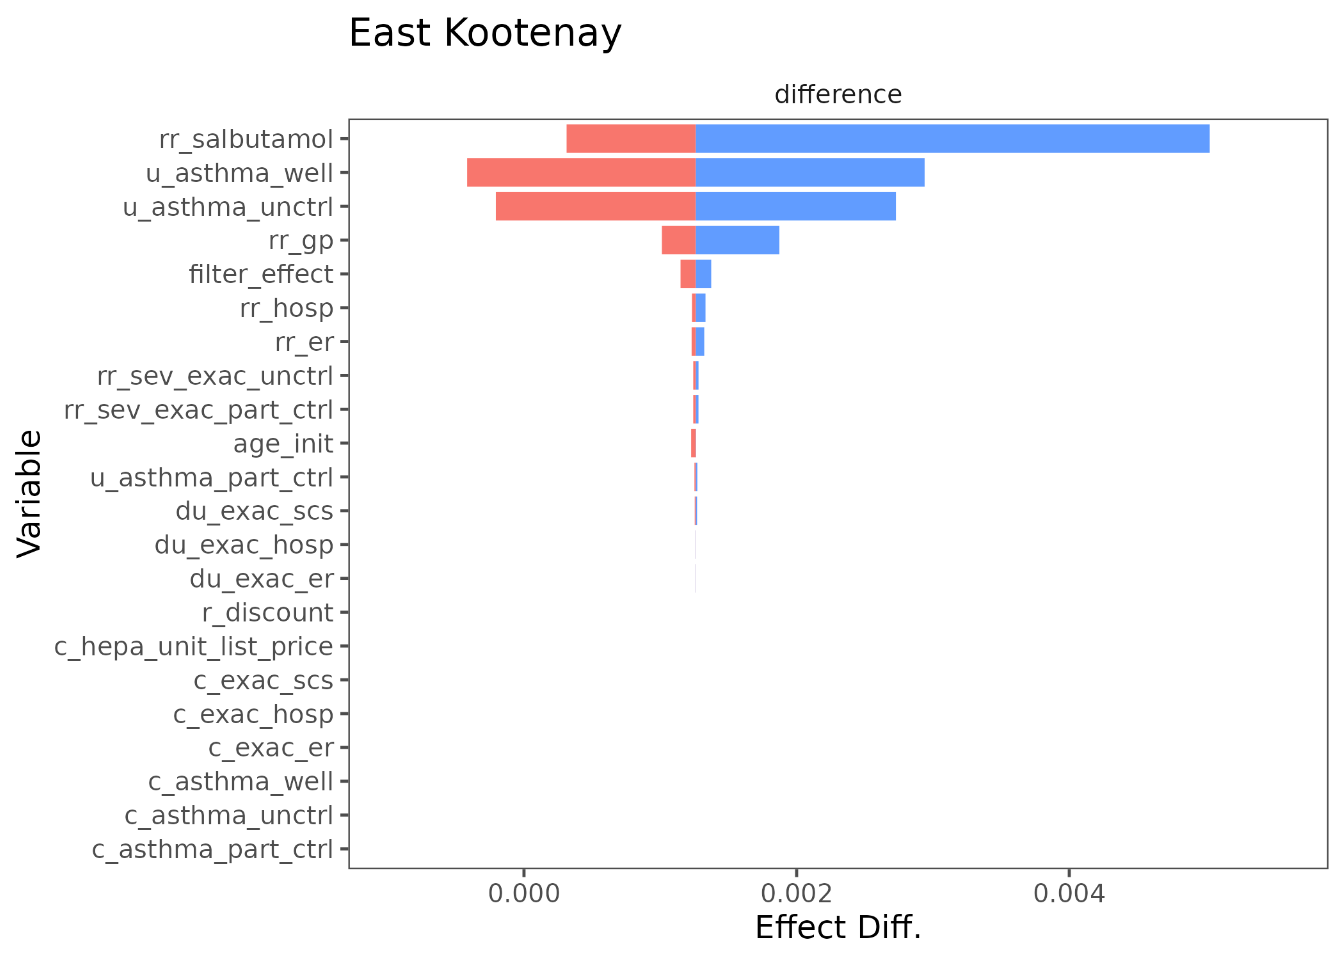 East Kootenay
difference
rr_salbutamol
u_asthma_well
u_asthma_unctrl
rr_gp
filter_effect
rr_hosp
rr_er
rr_sev_exac_unctrl
rr_sev_exac_part_ctrl
age_init
u_asthma_part_ctrl
du_exac_scs
du_exac_hosp
du_exac_er
r_discount
c_hepa_unit_list_price
c_exac_scs
c_exac_hosp
c_exac_er
c_asthma_well
c_asthma_unctrl
c_asthma_part_ctrl
Variable
0.000 0.002 0.004
Effect Diff.